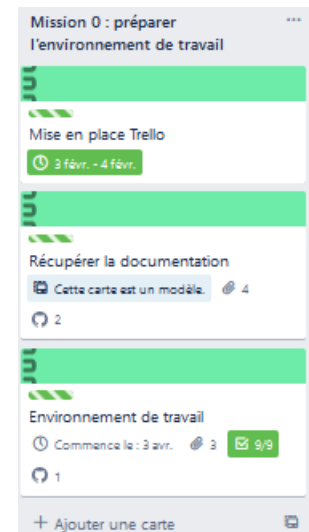 Mission 0 : préparer
l'environnement de travail
Mise en place Trello
3 févr. - 4 févr.
Récupérer la documentation
Cette carte est un modèle. 4
2
Environnement de travail
Commence le : 3 avr. 3 9/9
1
+ Ajouter une carte